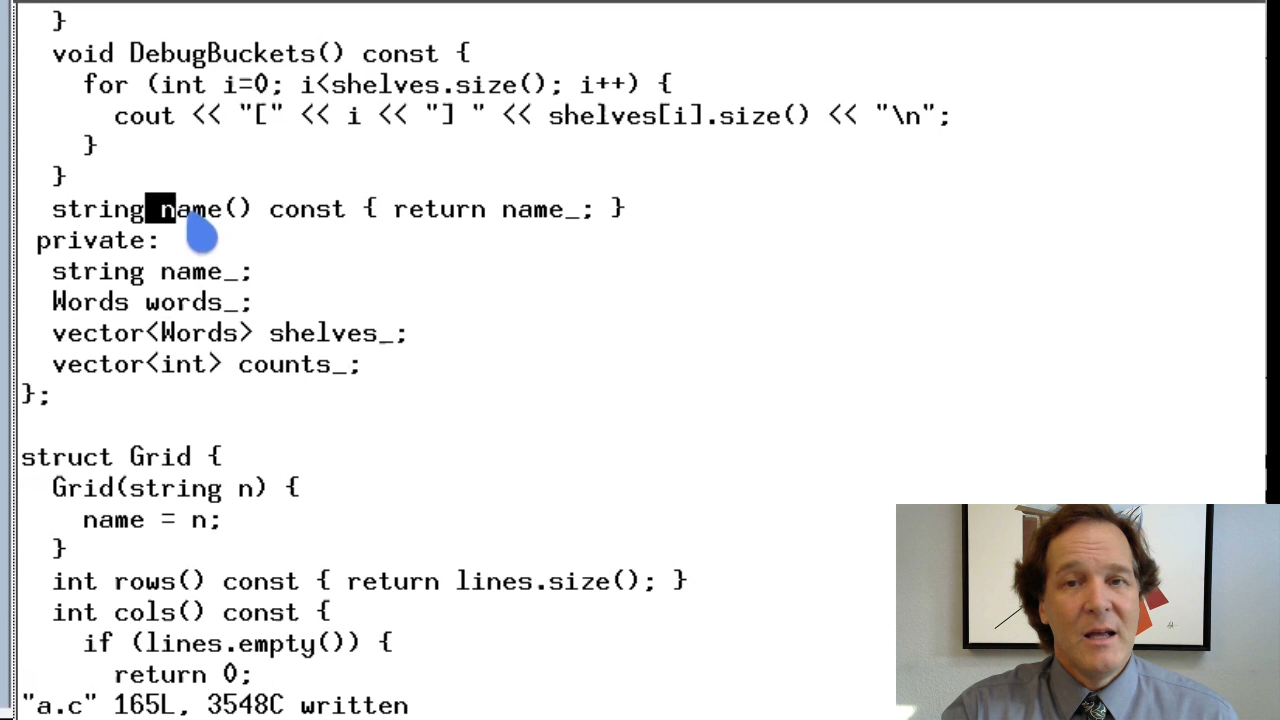 }
void DebugBuckets() const {
for (int i=0; i<shelves.size(); i++) {
cout << "[" << i << "] " << shelves[i].size() << "\n";
}
}
string name() const { return name_; }
private:
string name_;
Words words_;
vector<Words> shelves_;
vector<int> counts_;
};
struct Grid {
Grid(string n) {
name = n;
}
int rows() const { return lines.size(); }
int cols() const {
if (lines.empty()) {
return 0;
"a.c" 165L, 3548C written